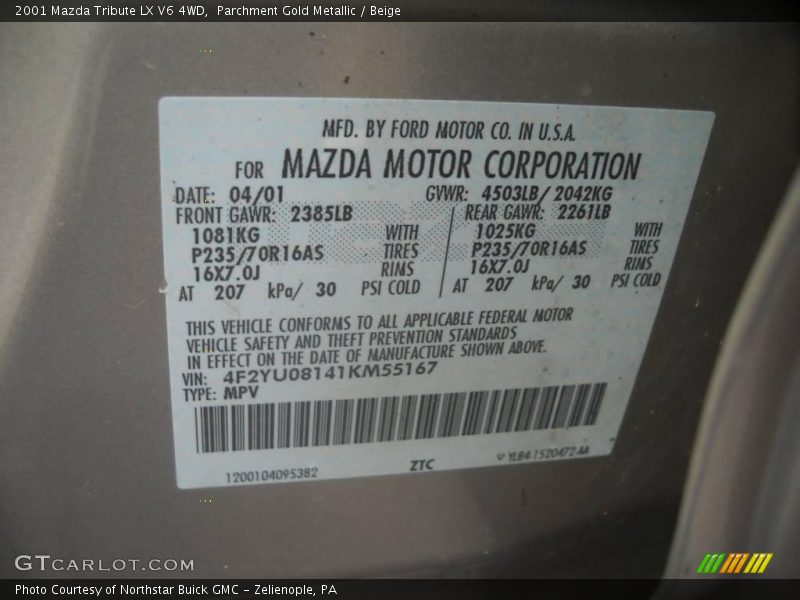 2001 Mazda Tribute LX V6 4WD, Parchment Gold Metallic / Beige
MFD. BY FORD MOTOR CO. IN U.S.A.
FOR MAZDA MOTOR CORPORATION
DATE: 04/01 GVWR: 4503LB/ 2042KG
FRONT GAWR: 2385LB REAR GAWR: 2261LB
1081KG WITH 1025KG WITH
P235/70R16AS TIRES P235/70R16AS TIRES
16X7.0J RIMS 16X7.0J RIMS
AT 207 kPa/ 30 PSI COLD AT 207 kPa/ 30 PSI COLD
THIS VEHICLE CONFORMS TO ALL APPLICABLE FEDERAL MOTOR
VEHICLE SAFETY AND THEFT PREVENTION STANDARDS
IN EFFECT ON THE DATE OF MANUFACTURE SHOWN ABOVE.
VIN: 4F2YU08141KM55167
TYPE: MPV
1200104095382 ZTC YL84-1520472-AA
GTCARLOT.COM
Photo Courtesy of Northstar Buick GMC - Zelienople, PA